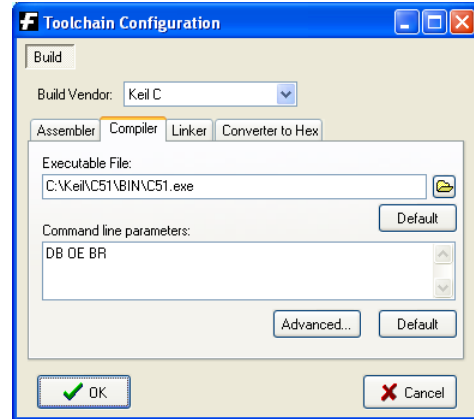 Toolchain Configuration
Build
Build Vendor: Keil C
Assembler Compiler Linker Converter to Hex
Executable File:
C:\Keil\C51\BIN\C51.exe
Default
Command line parameters:
DB OE BR
Advanced... Default
OK Cancel